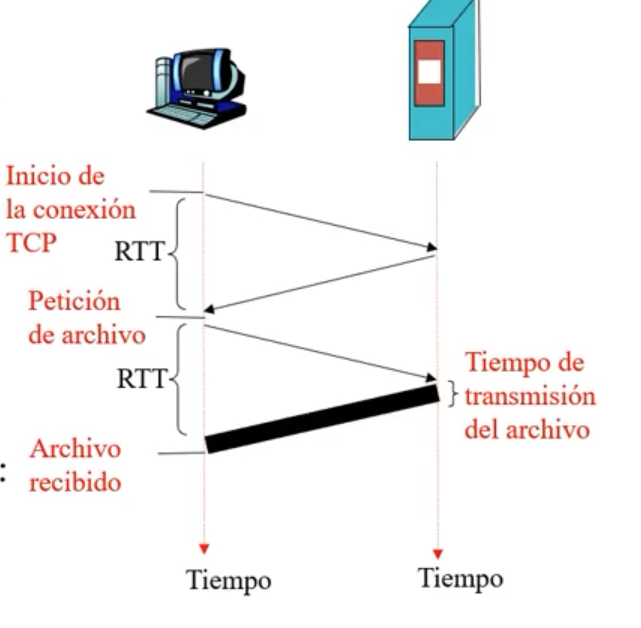 Inicio de
la conexión
TCP
RTT
Petición
de archivo
RTT
Tiempo de
transmisión
del archivo
:
Archivo
recibido
Tiempo
Tiempo